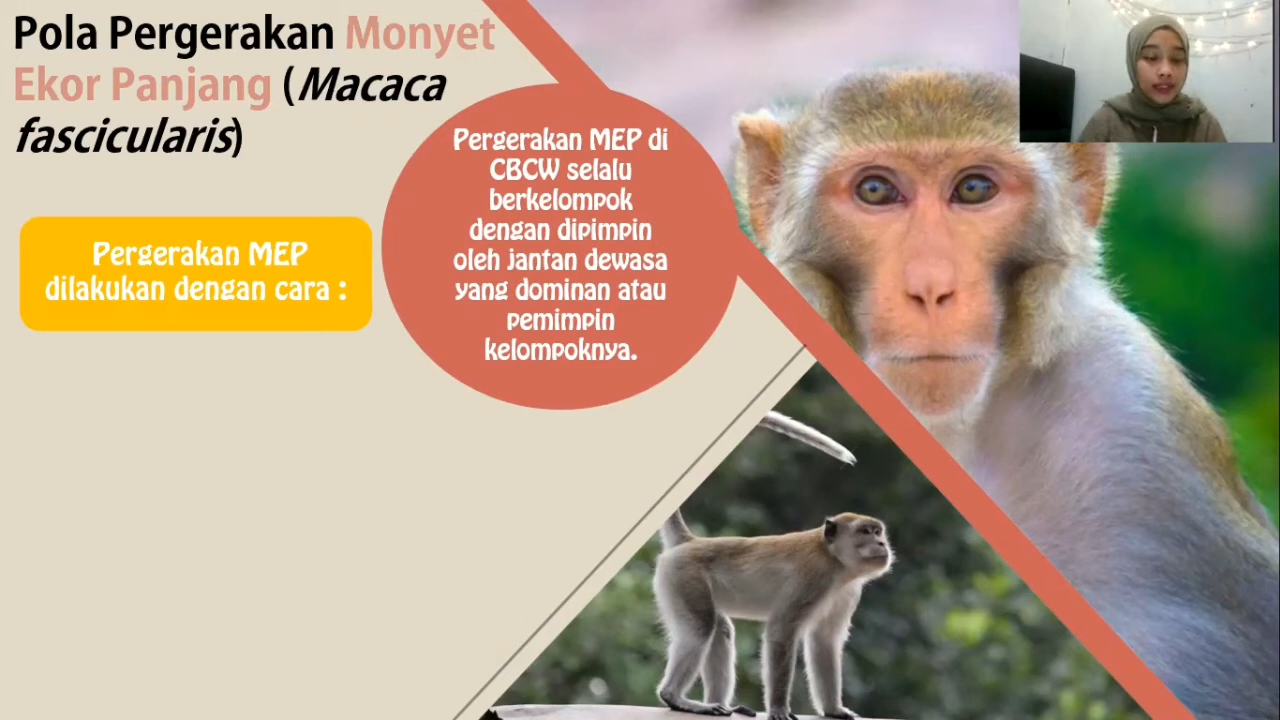 Pola Pergerakan Monyet
Ekor Panjang (Macaca
fascicularis)
Pergerakan MEP
dilakukan dengan cara :
Pergerakan MEP di
CBCW selalu
berkelompok
dengan dipimpin
oleh jantan dewasa
yang dominan atau
pemimpin
kelompoknya.